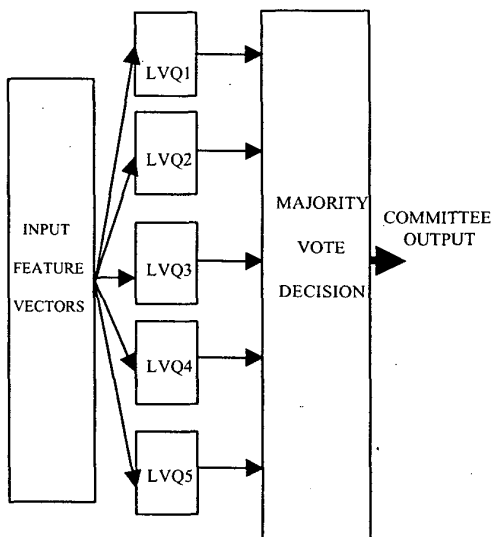 INPUT
FEATURE
VECTORS
LVQ1
LVQ2
LVQ3
LVQ4
LVQ5
MAJORITY
VOTE
DECISION
COMMITTEE
OUTPUT